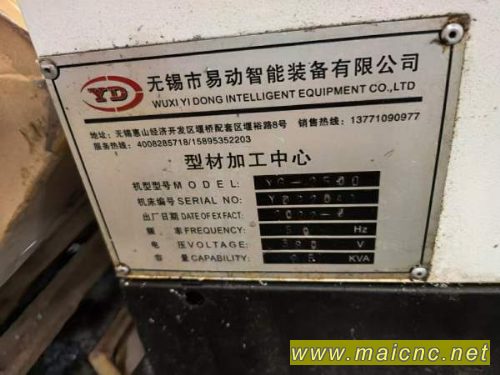 YD
无锡市易动智能装备有限公司
WUXI YI DONG INTELLIGENT EQUIPMENT CO.,LTD
地址:无锡惠山经济开发区堰桥配套区堰裕路8号 销售热线:13771090977
服务热线:4008285718/15895352203
型材加工中心
机型型号MODEL:
机床编号SERIAL NO:
出厂日期DATE OF EX FACT:
频 率FREQUENCY: 50 Hz
电 压VOLTAGE: 380 V
容 量CAPABILITY: KVA
www.maicnc.net